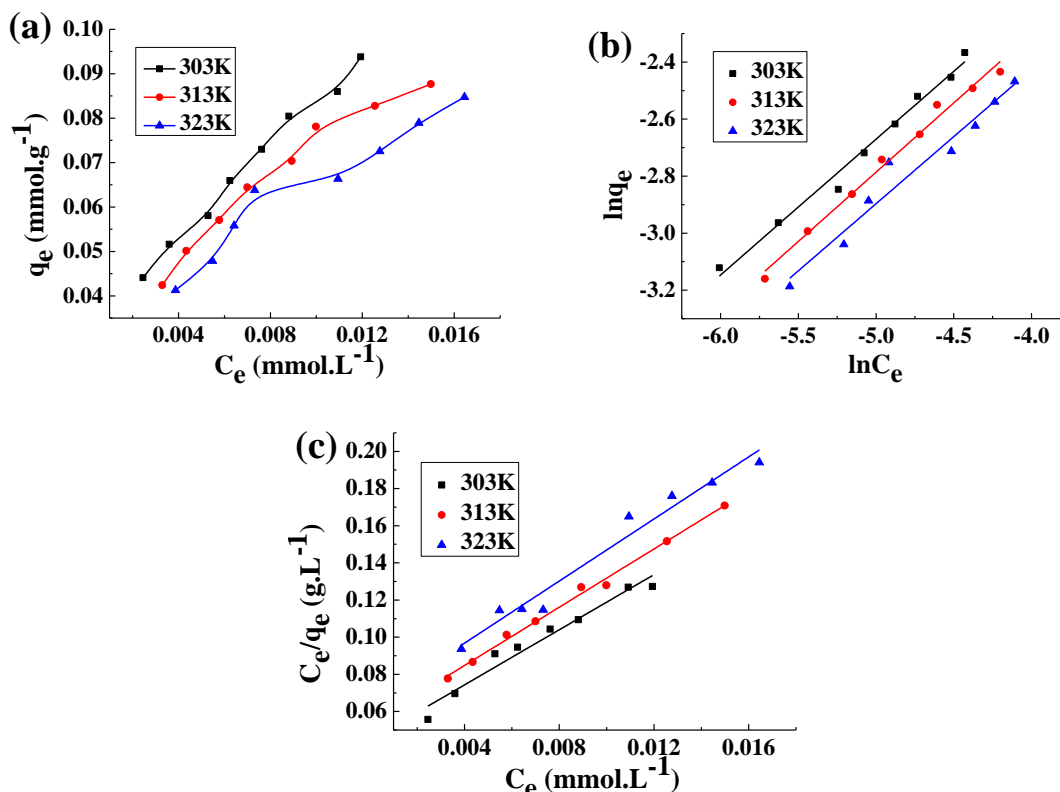 (a)
303K
313K
323K
0.10
0.09
0.08
0.07
0.06
0.05
0.04
qe (mmol.g-1)
0.004 0.008 0.012 0.016
Ce (mmol.L-1)
(b)
303K
313K
323K
-2.4
-2.6
-2.8
-3.0
-3.2
lnqe
-6.0 -5.5 -5.0 -4.5 -4.0
lnCe
(c)
303K
313K
323K
0.20
0.18
0.16
0.14
0.12
0.10
0.08
0.06
Ce/qe (g.L-1)
0.004 0.008 0.012 0.016
Ce (mmol.L-1)